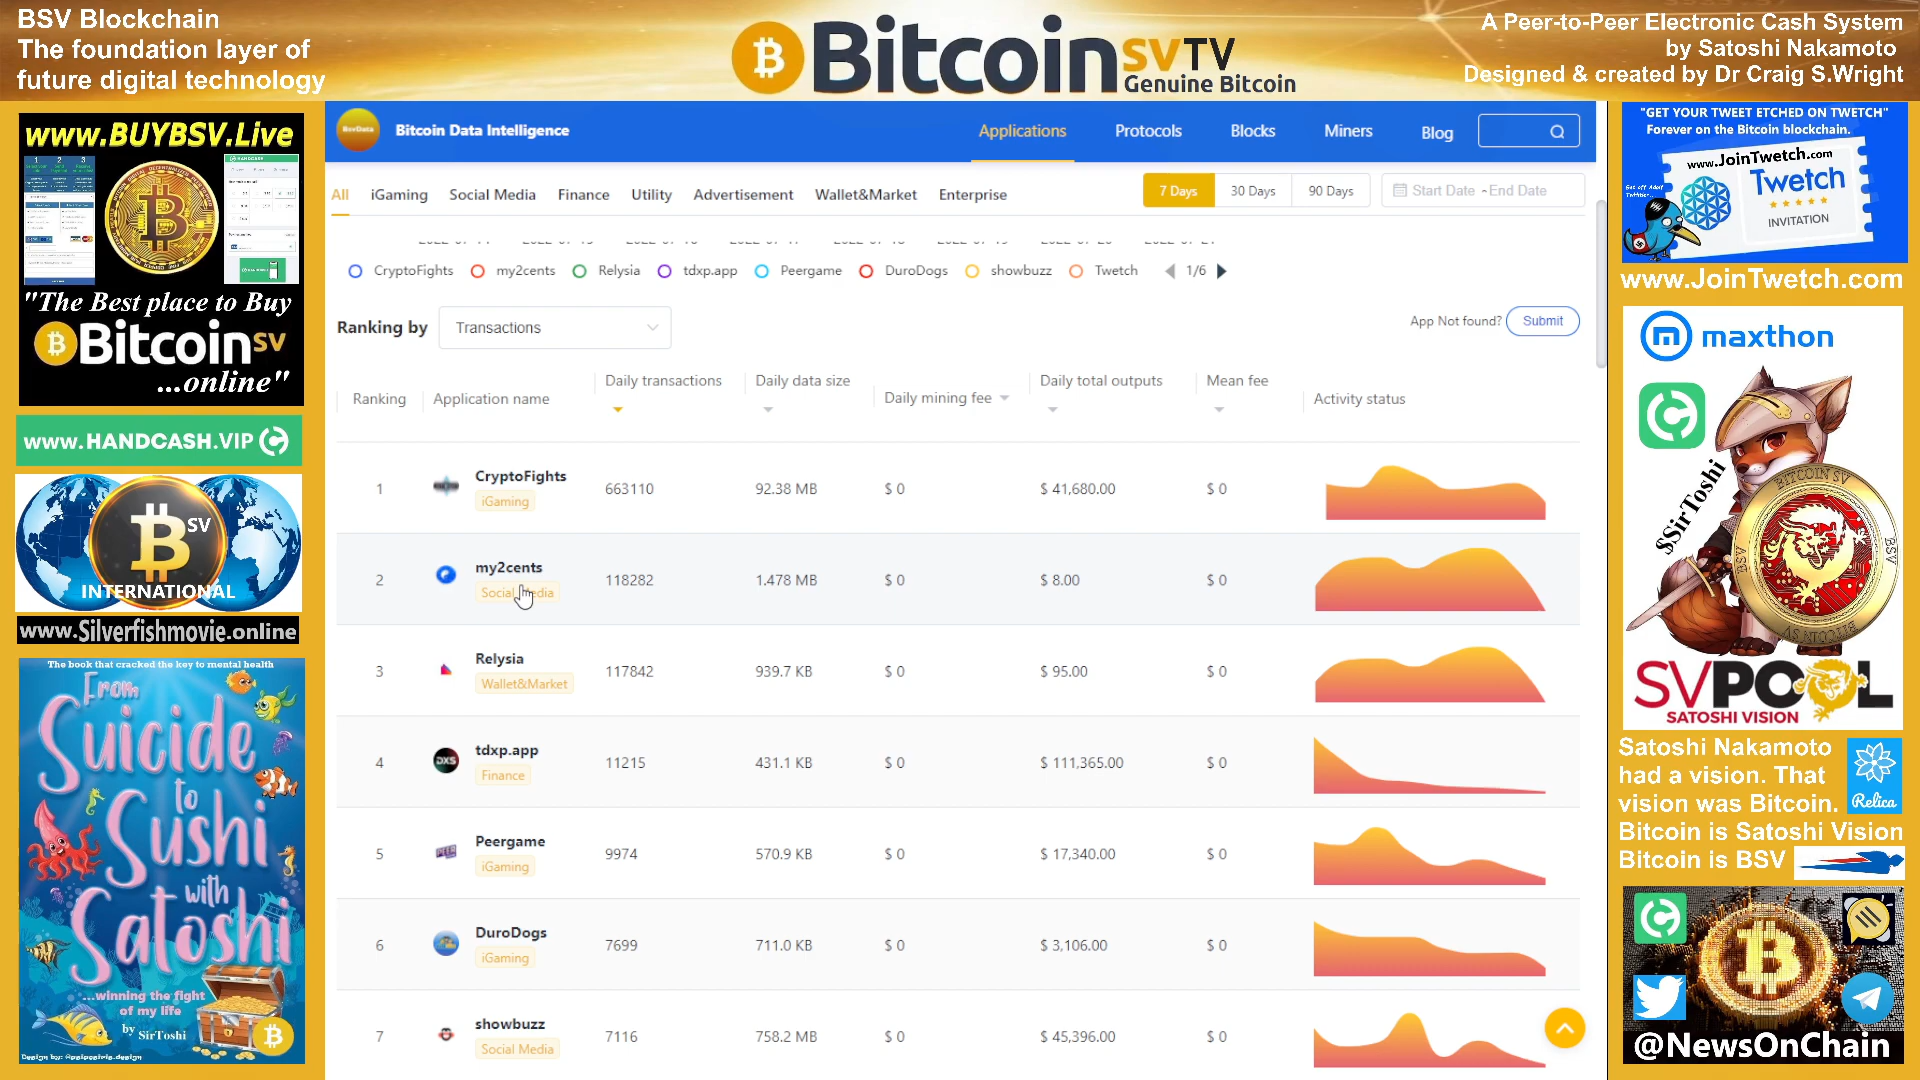 BSV Blockchain
The foundation layer of
future digital technology
Bitcoin SVTV
Genuine Bitcoin
A Peer-to-Peer Electronic Cash System
by Satoshi Nakamoto
Designed & created by Dr Craig S.Wright
www.BUYBSV.Live
"The Best place to Buy
Bitcoin SV
...online"
www.HANDCASH.VIP
BSV
INTERNATIONAL
www.Silverfishmovie.online
The book that cracked the key to mental health
From
Suicide
to
Sushi
with
Satoshi
...winning the fight
of my life
by SirToshi
BsvData
Bitcoin Data Intelligence
Applications
Protocols
Blocks
Miners
Blog
All
iGaming
Social Media
Finance
Utility
Advertisement
Wallet&Market
Enterprise
7 Days
30 Days
90 Days
Start Date - End Date
CryptoFights
my2cents
Relysia
tdxp.app
Peergame
DuroDogs
showbuzz
Twetch
1/6
Ranking by
Transactions
App Not found?
Submit
Ranking
Application name
Daily transactions
Daily data size
Daily mining fee
Daily total outputs
Mean fee
Activity status
1 CryptoFights 663110 92.38 MB $ 0 $ 41,680.00 $ 0
iGaming
2 my2cents 118282 1.478 MB $ 0 $ 8.00 $ 0
Social Media
3 Relysia 117842 939.7 KB $ 0 $ 95.00 $ 0
Wallet&Market
4 DXS tdxp.app 11215 431.1 KB $ 0 $ 111,365.00 $ 0
Finance
5 Peergame 9974 570.9 KB $ 0 $ 17,340.00 $ 0
iGaming
6 DuroDogs 7699 711.0 KB $ 0 $ 3,106.00 $ 0
iGaming
7 showbuzz 7116 758.2 MB $ 0 $ 45,396.00 $ 0
Social Media
"GET YOUR TWEET ETCHED ON TWETCH"
Forever on the Bitcoin blockchain.
www.JoinTwetch.com
Twetch
INVITATION
www.JoinTwetch.com
maxthon
$SirToshi
BITCOIN SV
BSV
SVPOOL
SATOSHI VISION
Satoshi Nakamoto
had a vision. That
vision was Bitcoin.
Relica
Bitcoin is Satoshi Vision
Bitcoin is BSV
@NewsOnChain